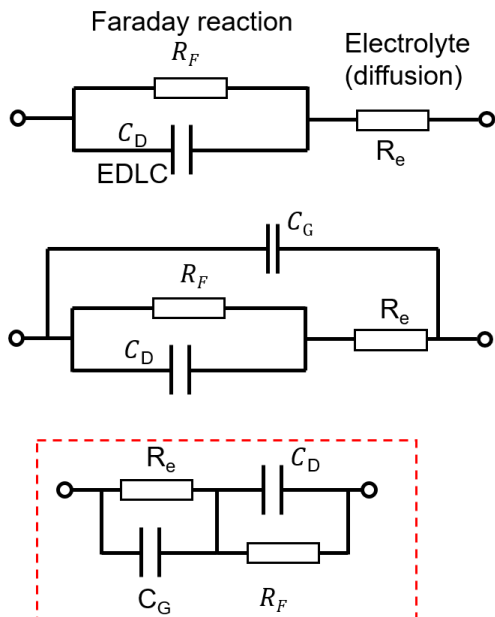 Faraday reaction
R_F
Electrolyte
(diffusion)
C_D
EDLC
R_e
C_G
R_F
R_e
C_D
R_e
C_D
C_G
R_F